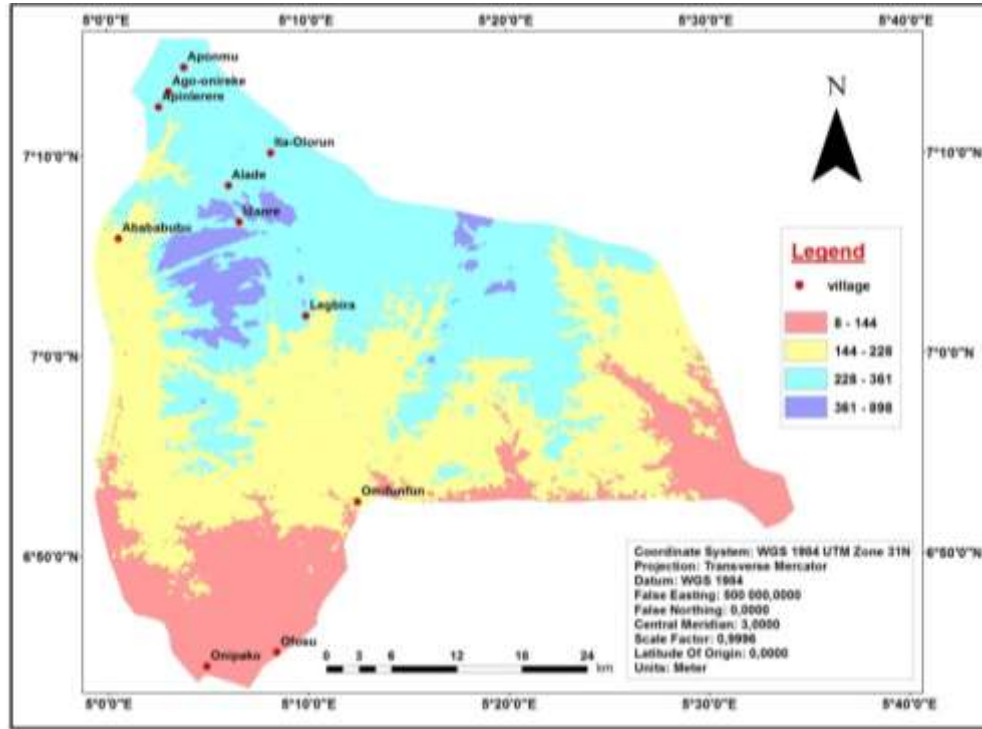 5°0'0"E 5°10'0"E 5°20'0"E 5°30'0"E 5°40'0"E
Aponmu
Ago-onireke
Apinlerere
N
Ita-Olorun
7°10'0"N 7°10'0"N
Alade
Idanre
Abababubu
Legbira
Legend
village
8 - 144
144 - 228
228 - 361
361 - 898
7°0'0"N 7°0'0"N
Omifunfun
6°50'0"N 6°50'0"N
Coordinate System: WGS 1984 UTM Zone 31N
Projection: Transverse Mercator
Datum: WGS 1984
False Easting: 500 000,0000
False Northing: 0,0000
Central Meridian: 3,0000
Scale Factor: 0,9996
Latitude Of Origin: 0,0000
Units: Meter
Ofosu
Onipako
0 3 6 12 18 24
km
5°0'0"E 5°10'0"E 5°20'0"E 5°30'0"E 5°40'0"E